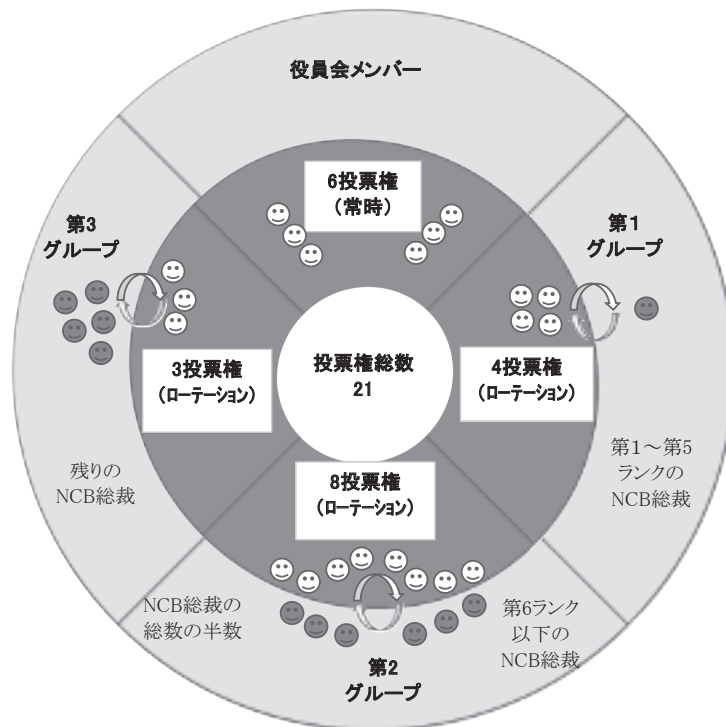 役員会メンバー
6投票権
（常時）
第3
グループ
第1
グループ
3投票権
（ローテーション）
投票権総数
21
4投票権
（ローテーション）
残りの
NCB総裁
第1～第5
ランクの
NCB総裁
8投票権
（ローテーション）
NCB総裁の
総数の半数
第6ランク
以下の
NCB総裁
第2
グループ